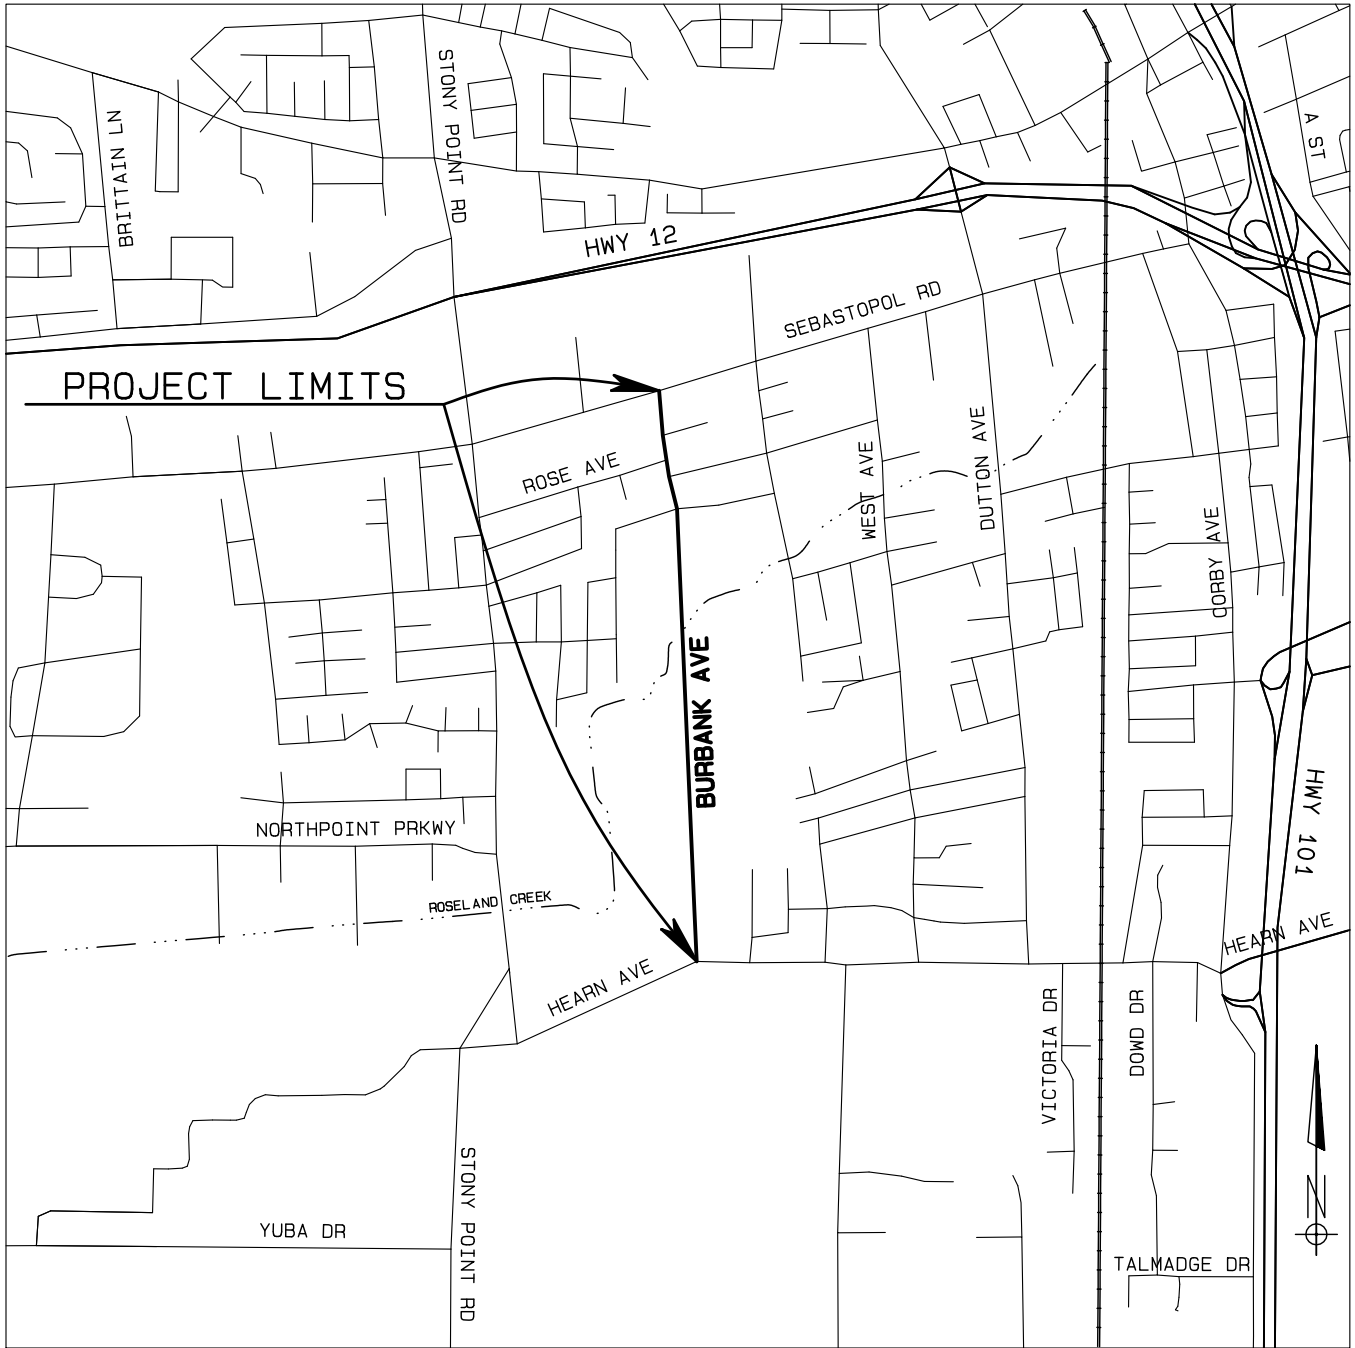 STONY POINT RD
BRITTAIN LN
A ST
HWY 12
SEBASTOPOL RD
PROJECT LIMITS
ROSE AVE
WEST AVE
DUTTON AVE
CORBY AVE
BURBANK AVE
HWY 101
NORTHPOINT PRKWY
ROSELAND CREEK
HEARN AVE
HEARN AVE
VICTORIA DR
DOWD DR
STONY POINT RD
YUBA DR
TALMADGE DR
N